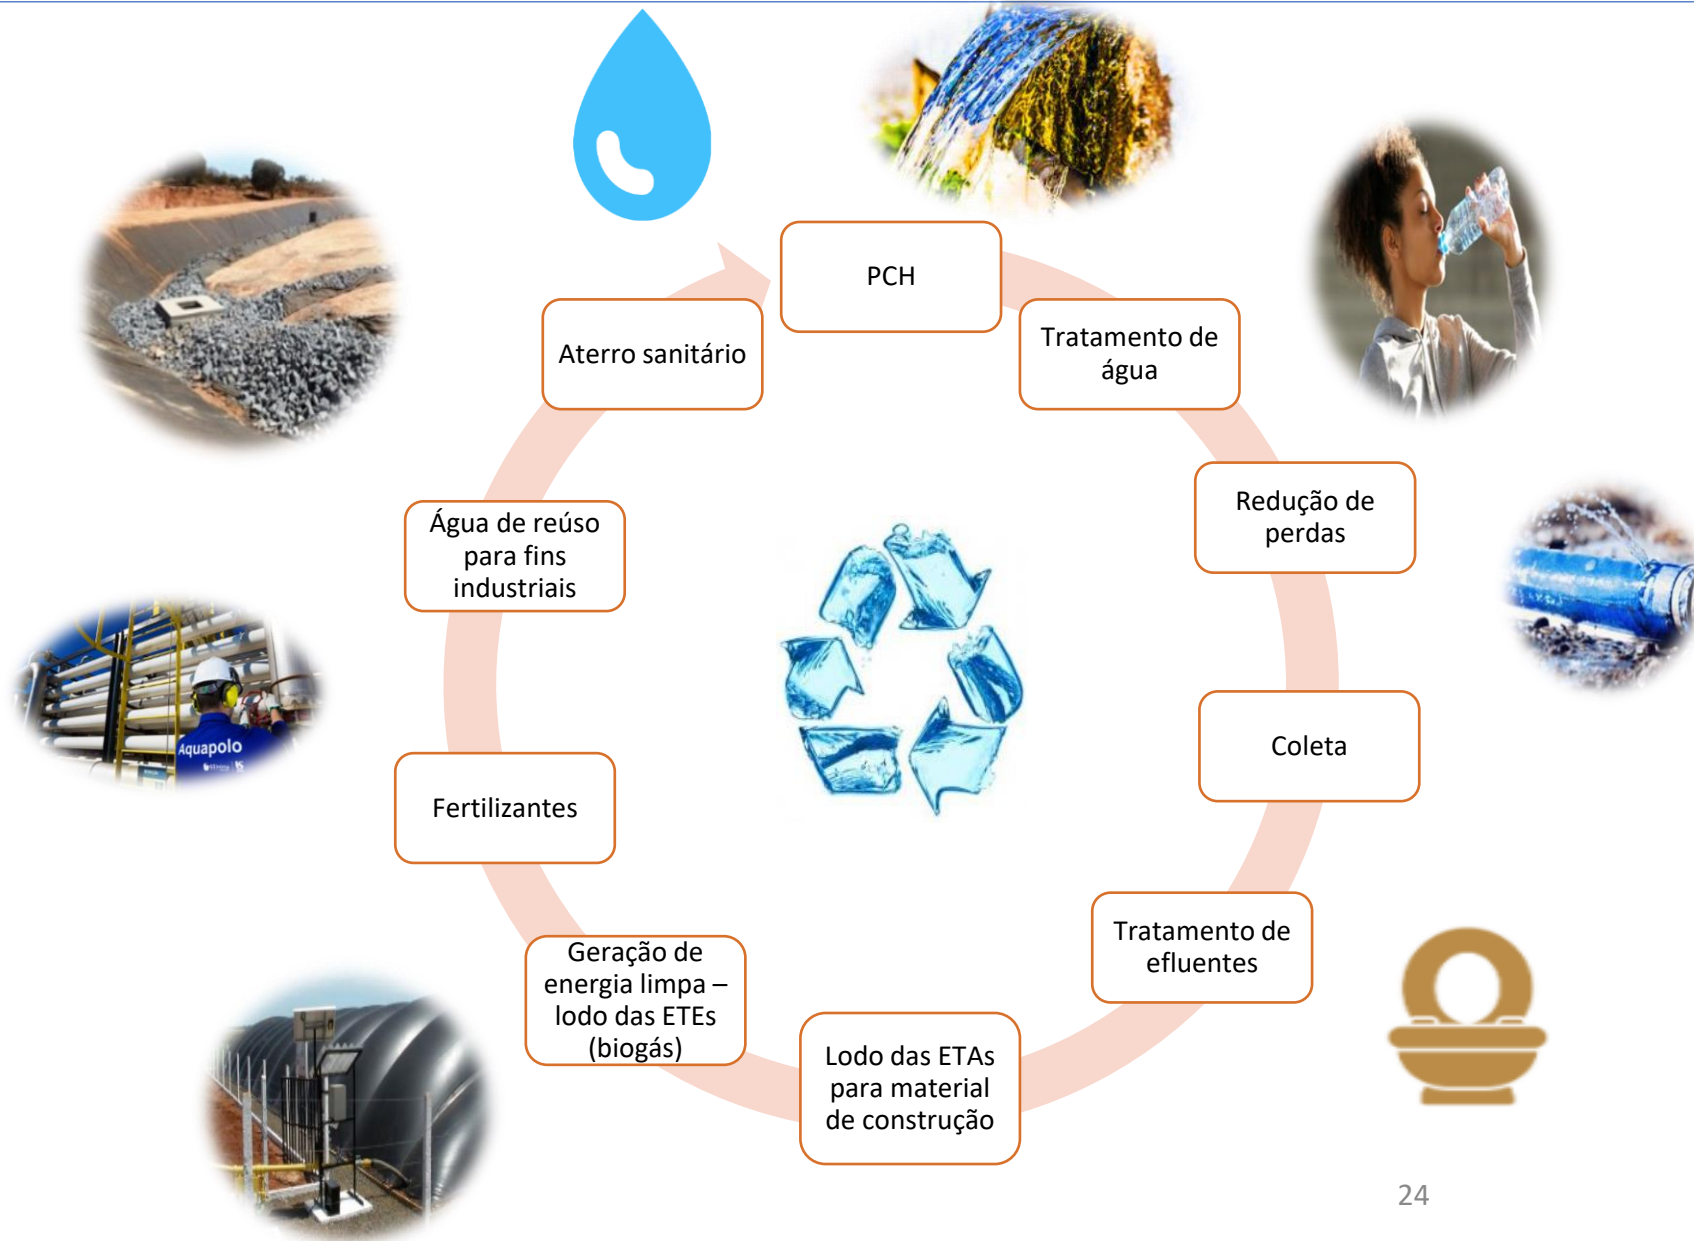 PCH
Tratamento de
água
Redução de
perdas
Coleta
Tratamento de
efluentes
Lodo das ETAs
para material
de construção
Geração de
energia limpa –
lodo das ETEs
(biogás)
Fertilizantes
Água de reúso
para fins
industriais
Aterro sanitário
Aquapolo
24